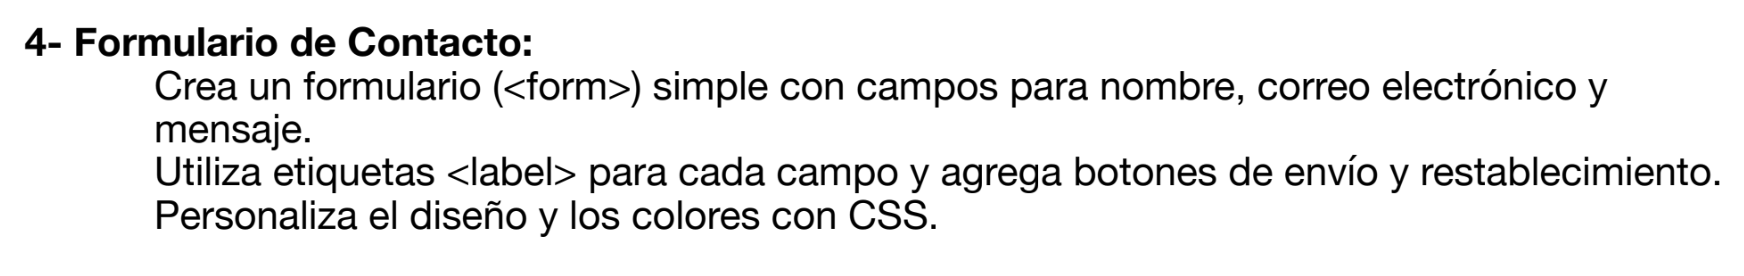 4- Formulario de Contacto:
Crea un formulario (<form>) simple con campos para nombre, correo electrónico y
mensaje.
Utiliza etiquetas <label> para cada campo y agrega botones de envío y restablecimiento.
Personaliza el diseño y los colores con CSS.